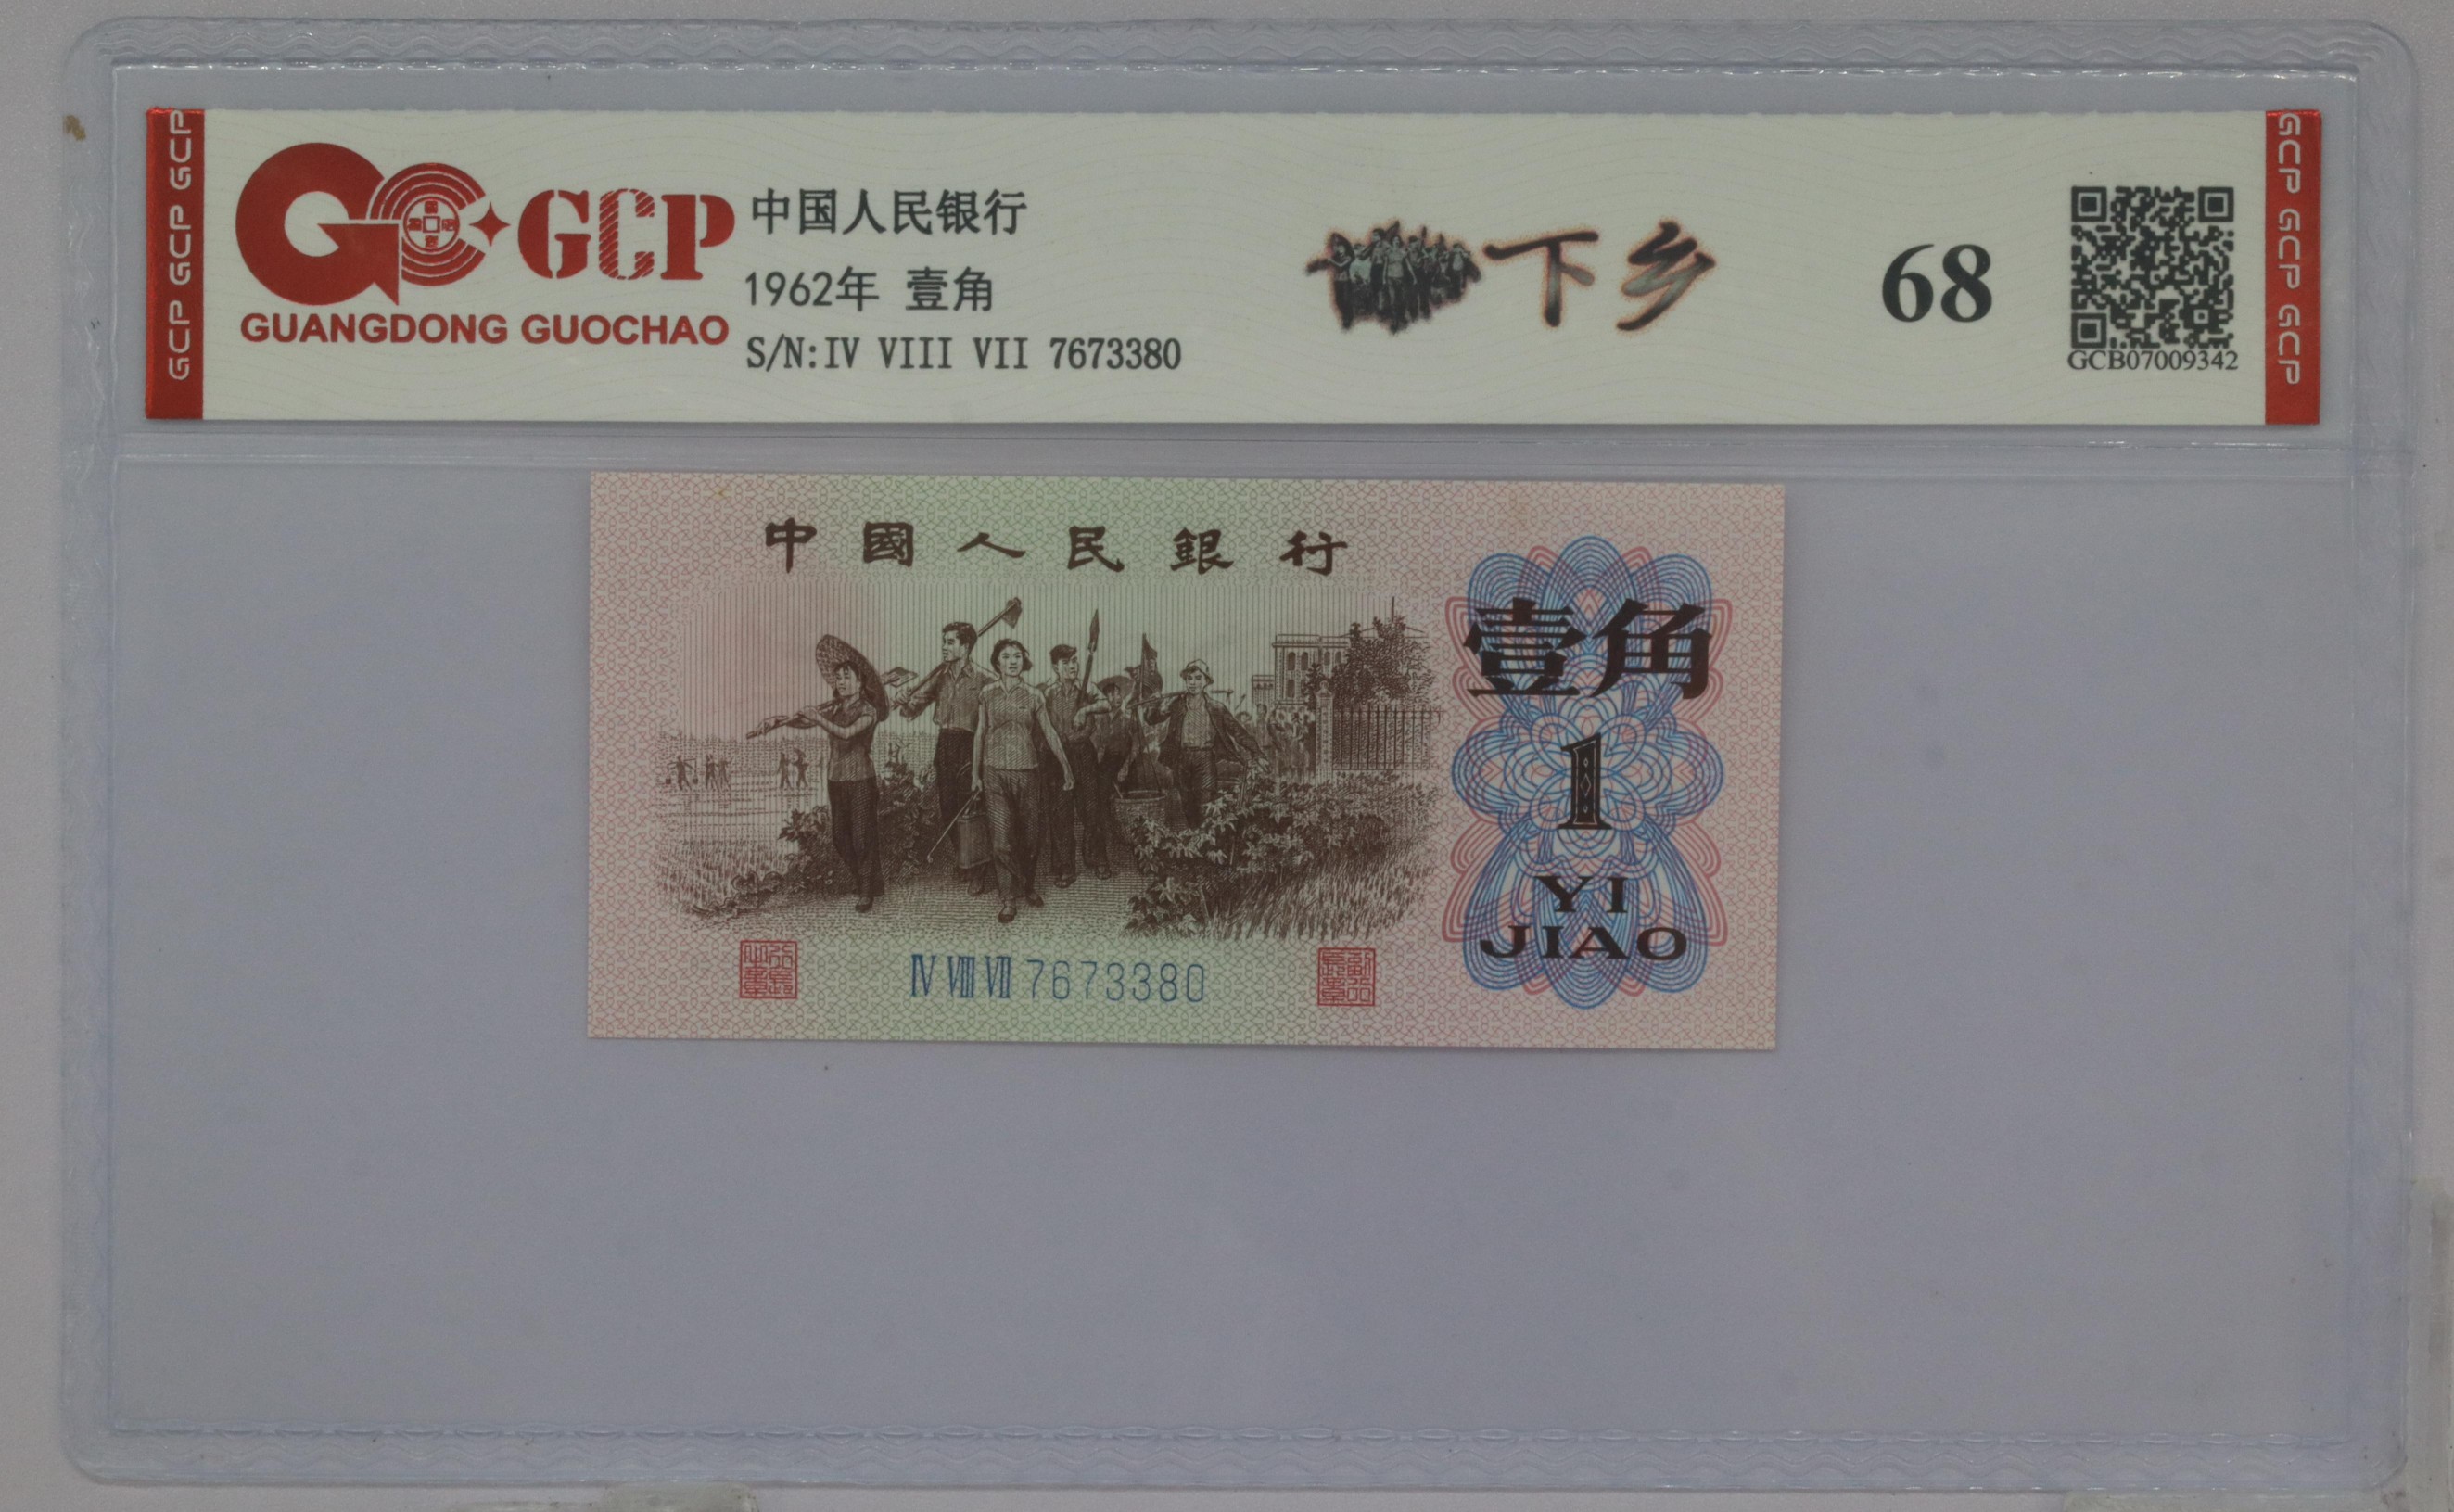 GCP GCP GCP
GCP
GUANGDONG GUOCHAO
中国人民银行
1962年 壹角
S/N:IV VIII VII 7673380
下乡
68
GCB07009342
GCP GCP GCP
中國人民銀行
壹角
1
YI
JIAO
IV VIII VII 7673380